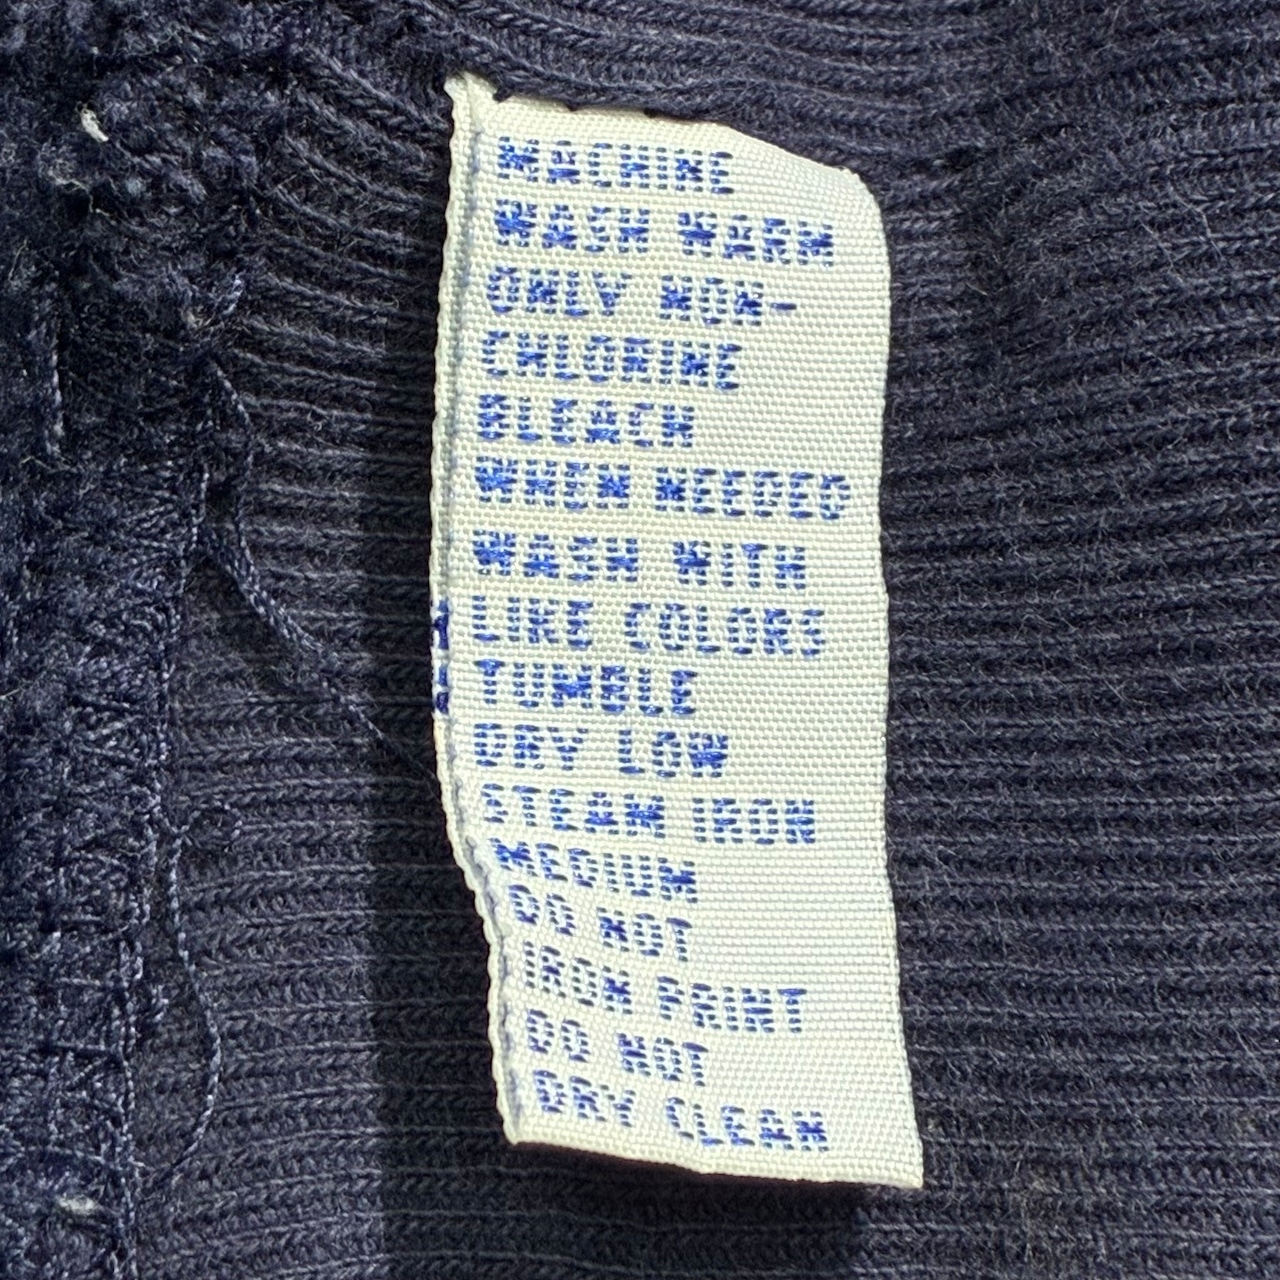 MACHINE
WASH WARM
ONLY NON-
CHLORINE
BLEACH
WHEN NEEDED
WASH WITH
LIKE COLORS
TUMBLE
DRY LOW
STEAM IRON
MEDIUM
DO NOT
IRON PRINT
DO NOT
DRY CLEAN